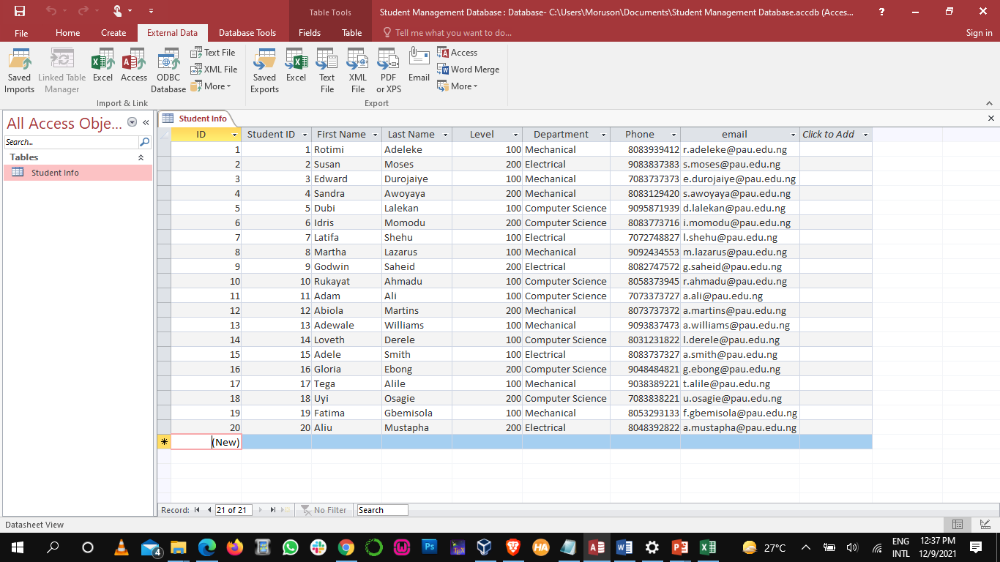 Table Tools
Student Management Database : Database- C:\Users\Moruson\Documents\Student Management Database.accdb (Acces...
?
File Home Create External Data Database Tools Fields Table Tell me what you want to do... Sign in
Saved Imports
Linked Table Manager
Excel
Access
ODBC Database
Text File
XML File
More
Import & Link
Saved Exports
Excel
Text File
XML File
PDF or XPS
Email
Access
Word Merge
More
Export
All Access Obje...
Search...
Tables
Student Info
Student Info
ID Student ID First Name Last Name Level Department Phone email Click to Add
1 1 Rotimi Adeleke 100 Mechanical 8083939412 r.adeleke@pau.edu.ng
2 2 Susan Moses 200 Electrical 9083837383 s.moses@pau.edu.ng
3 3 Edward Durojaiye 100 Mechanical 7083737373 e.durojaiye@pau.edu.ng
4 4 Sandra Awoyaya 200 Mechanical 8083129420 s.awoyaya@pau.edu.ng
5 5 Dubi Lalekan 100 Computer Science 9095871939 d.lalekan@pau.edu.ng
6 6 Idris Momodu 200 Computer Science 8083773716 i.momodu@pau.edu.ng
7 7 Latifa Shehu 100 Electrical 7072748827 l.shehu@pau.edu.ng
8 8 Martha Lazarus 100 Mechanical 9092434553 m.lazarus@pau.edu.ng
9 9 Godwin Saheid 200 Electrical 8082747572 g.saheid@pau.edu.ng
10 10 Rukayat Ahmadu 100 Computer Science 8058373945 r.ahmadu@pau.edu.ng
11 11 Adam Ali 100 Computer Science 7073373727 a.ali@pau.edu.ng
12 12 Abiola Martins 200 Mechanical 8073737372 a.martins@pau.edu.ng
13 13 Adewale Williams 100 Mechanical 9093837473 a.williams@pau.edu.ng
14 14 Loveth Derele 100 Computer Science 8031231822 l.derele@pau.edu.ng
15 15 Adele Smith 100 Electrical 8083737327 a.smith@pau.edu.ng
16 16 Gloria Ebong 200 Computer Science 9048484821 g.ebong@pau.edu.ng
17 17 Tega Alile 100 Mechanical 9038389221 t.alile@pau.edu.ng
18 18 Uyi Osagie 200 Computer Science 7083838221 u.osagie@pau.edu.ng
19 19 Fatima Gbemisola 100 Mechanical 8053293133 f.gbemisola@pau.edu.ng
20 20 Aliu Mustapha 200 Electrical 8048392822 a.mustapha@pau.edu.ng
(New)
Record: 21 of 21 No Filter Search
Datasheet View
4
Ps
HA
27°C
ENG
INTL
12:37 PM
12/9/2021